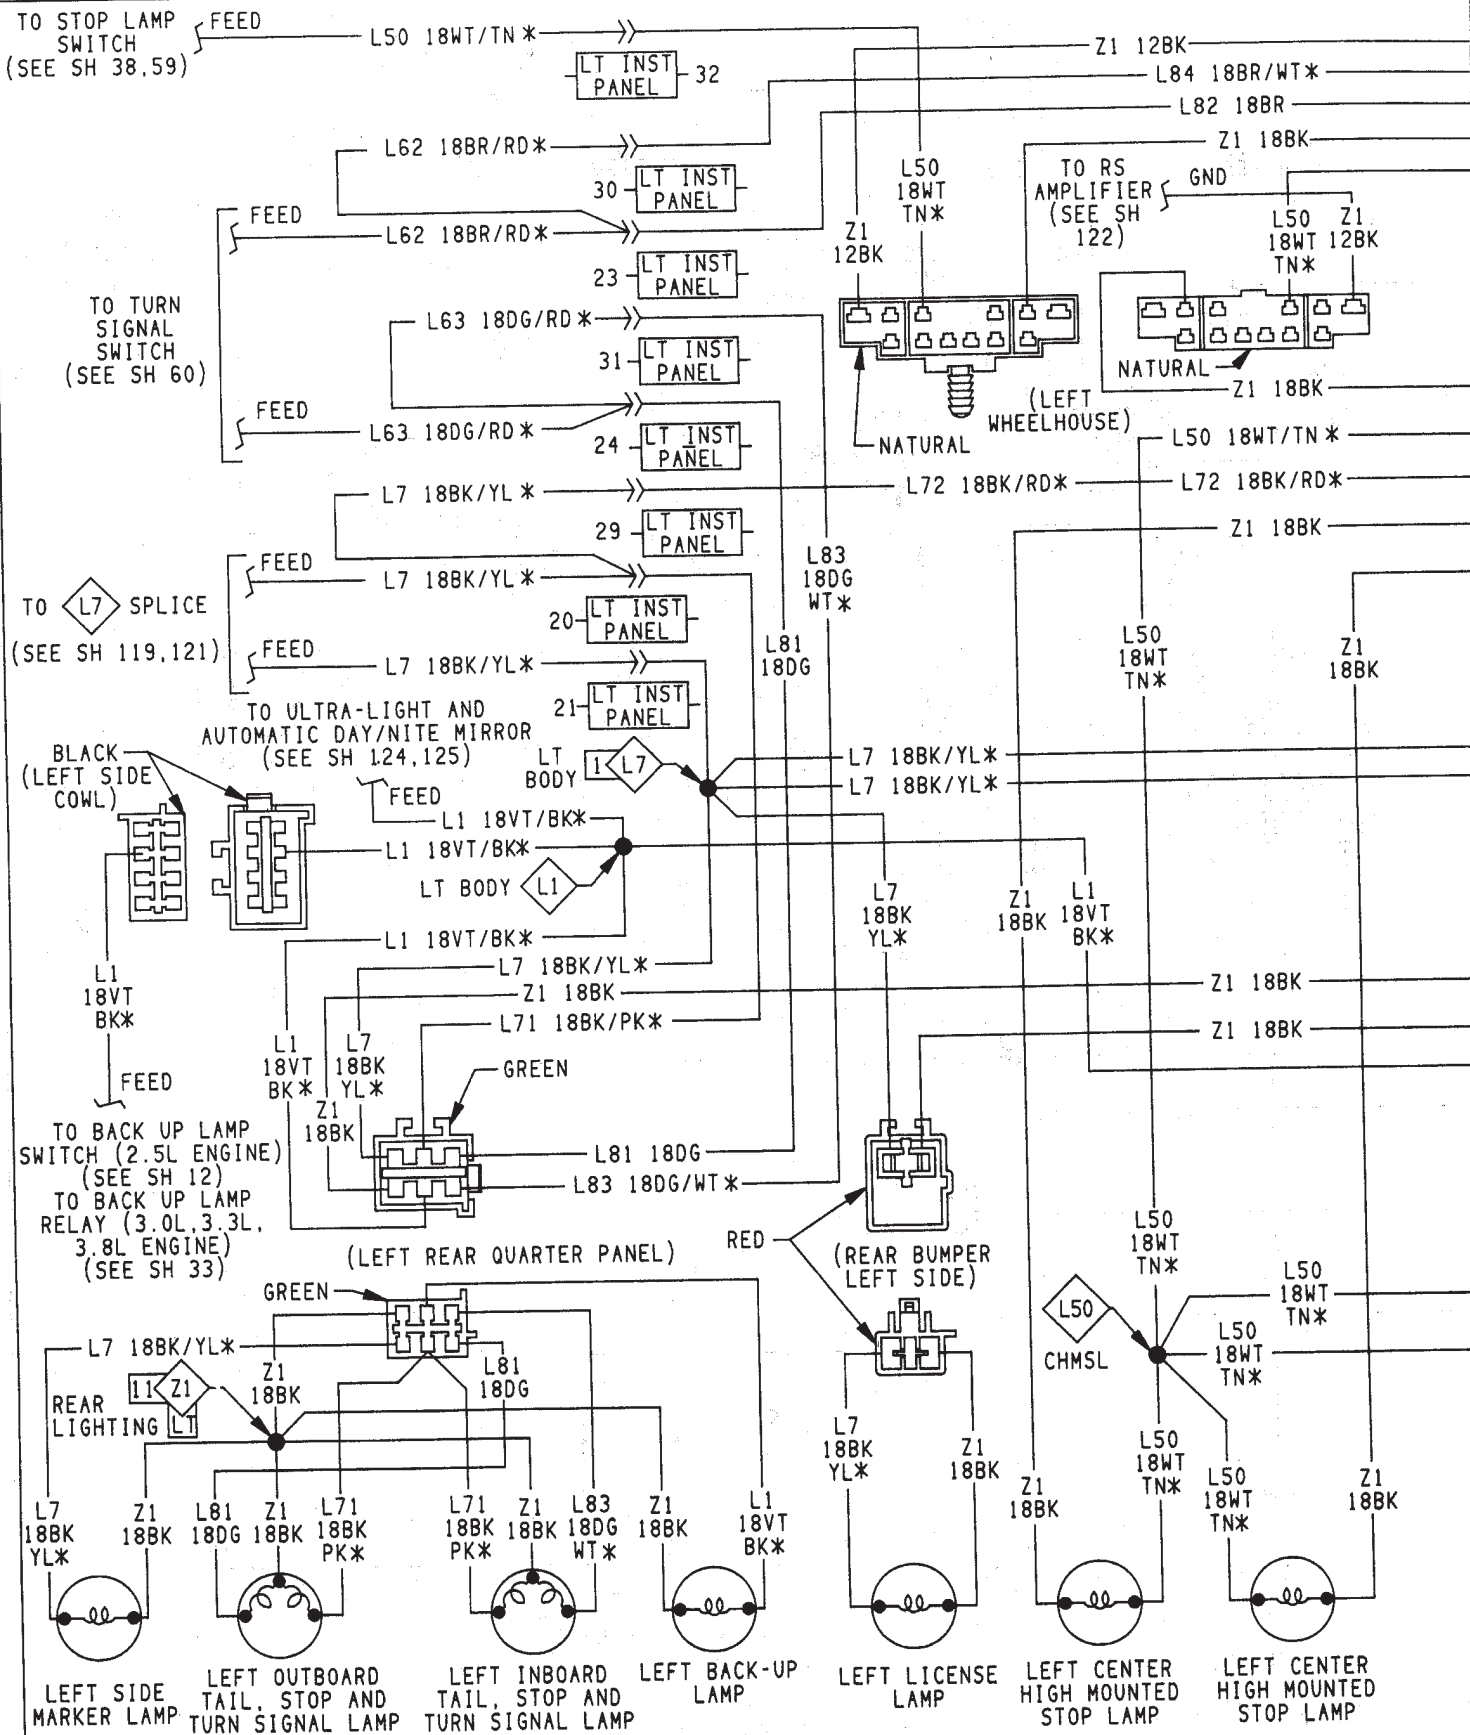 TO STOP LAMP
SWITCH
(SEE SH 38,59)
FEED
L50 18WT/TN*
LT INST
PANEL
32
Z1 12BK
L84 18BR/WT*
L82 18BR
Z1 18BK
L62 18BR/RD*
30
LT INST
PANEL
L50
18WT
TN*
TO RS
AMPLIFIER
(SEE SH
122)
GND
FEED
L62 18BR/RD*
Z1
12BK
L50
18WT
TN*
Z1
12BK
23
LT INST
PANEL
TO TURN
SIGNAL
SWITCH
(SEE SH 60)
L63 18DG/RD*
31
LT INST
PANEL
NATURAL
Z1 18BK
(LEFT
WHEELHOUSE)
NATURAL
FEED
L63 18DG/RD*
24
LT INST
PANEL
L50 18WT/TN*
L7 18BK/YL*
L72 18BK/RD*
L72 18BK/RD*
29
LT INST
PANEL
Z1 18BK
L83
18DG
WT*
FEED
L7 18BK/YL*
TO L7 SPLICE
(SEE SH 119,121)
20
LT INST
PANEL
L81
18DG
L50
18WT
TN*
Z1
18BK
FEED
L7 18BK/YL*
21
LT INST
PANEL
TO ULTRA-LIGHT AND
AUTOMATIC DAY/NITE MIRROR
(SEE SH 124,125)
BLACK
(LEFT SIDE
COWL)
LT
BODY
1
L7
L7 18BK/YL*
L7 18BK/YL*
FEED
L1 18VT/BK*
L1 18VT/BK*
LT BODY
L1
L7
18BK
YL*
Z1
18BK
L1
18VT
BK*
L1 18VT/BK*
L7 18BK/YL*
Z1 18BK
Z1 18BK
L1
18VT
BK*
L71 18BK/PK*
Z1 18BK
L1
18VT
BK*
L7
18BK
YL*
Z1
18BK
GREEN
FEED
TO BACK UP LAMP
SWITCH (2.5L ENGINE)
(SEE SH 12)
TO BACK UP LAMP
RELAY (3.0L,3.3L,
3.8L ENGINE)
(SEE SH 33)
L81 18DG
L83 18DG/WT*
(LEFT REAR QUARTER PANEL)
RED
(REAR BUMPER
LEFT SIDE)
L50
18WT
TN*
GREEN
L50
CHMSL
L50
18WT
TN*
L50
18WT
TN*
L7 18BK/YL*
Z1
18BK
L81
18DG
11
Z1
LT
REAR
LIGHTING
L7
18BK
YL*
Z1
18BK
L50
18WT
TN*
L7
18BK
YL*
Z1
18BK
L81
18DG
Z1
18BK
L71
18BK
PK*
L71
18BK
PK*
Z1
18BK
L83
18DG
WT*
Z1
18BK
L1
18VT
BK*
Z1
18BK
L50
18WT
TN*
Z1
18BK
LEFT SIDE
MARKER LAMP
LEFT OUTBOARD
TAIL, STOP AND
TURN SIGNAL LAMP
LEFT INBOARD
TAIL, STOP AND
TURN SIGNAL LAMP
LEFT BACK-UP
LAMP
LEFT LICENSE
LAMP
LEFT CENTER
HIGH MOUNTED
STOP LAMP
LEFT CENTER
HIGH MOUNTED
STOP LAMP